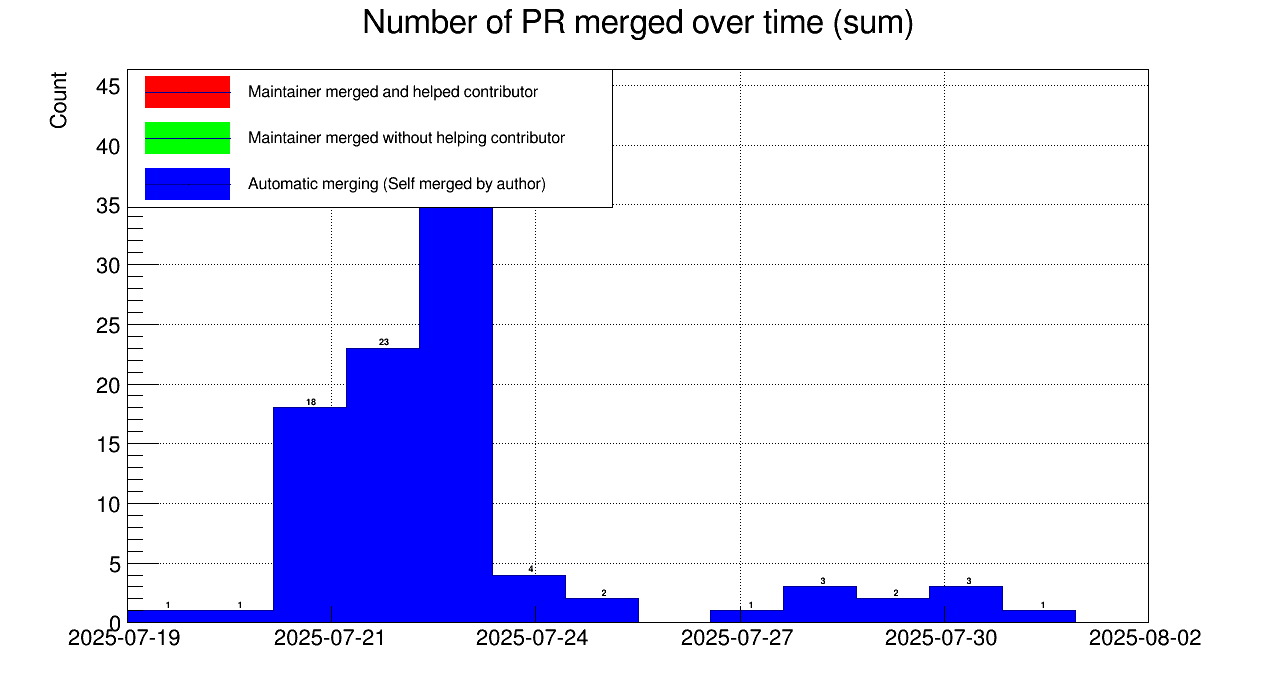 Number of PR merged over time (sum)
Count
45
40
35
30
25
20
15
10
5
0
Maintainer merged and helped contributor
Maintainer merged without helping contributor
Automatic merging (Self merged by author)
1 1 18 23 4 2 1 3 2 3 1
2025-07-19 2025-07-21 2025-07-24 2025-07-27 2025-07-30 2025-08-02